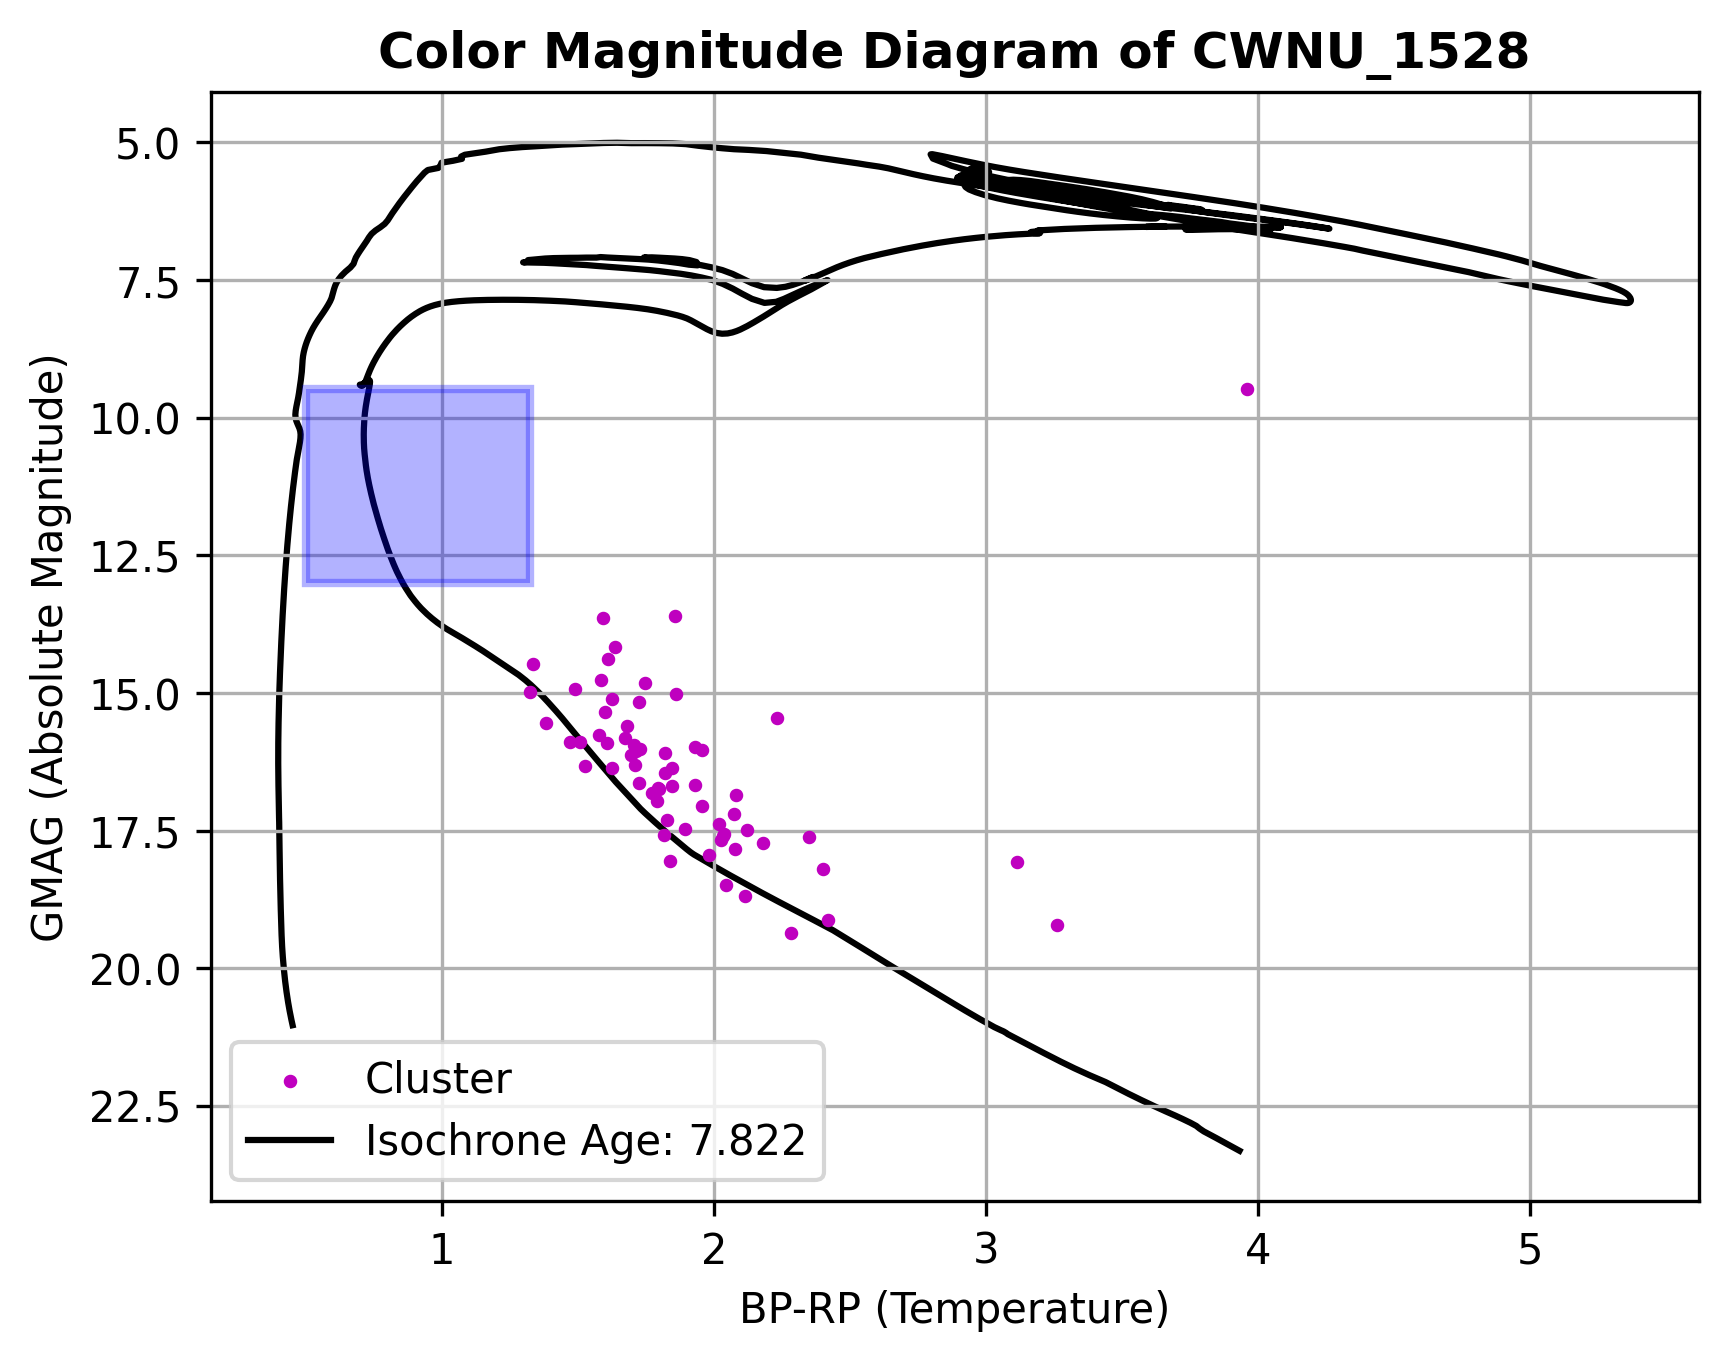 Color Magnitude Diagram of CWNU_1528
GMAG (Absolute Magnitude)
5.0
7.5
10.0
12.5
15.0
17.5
20.0
22.5
Cluster
Isochrone Age: 7.822
1 2 3 4 5
BP-RP (Temperature)